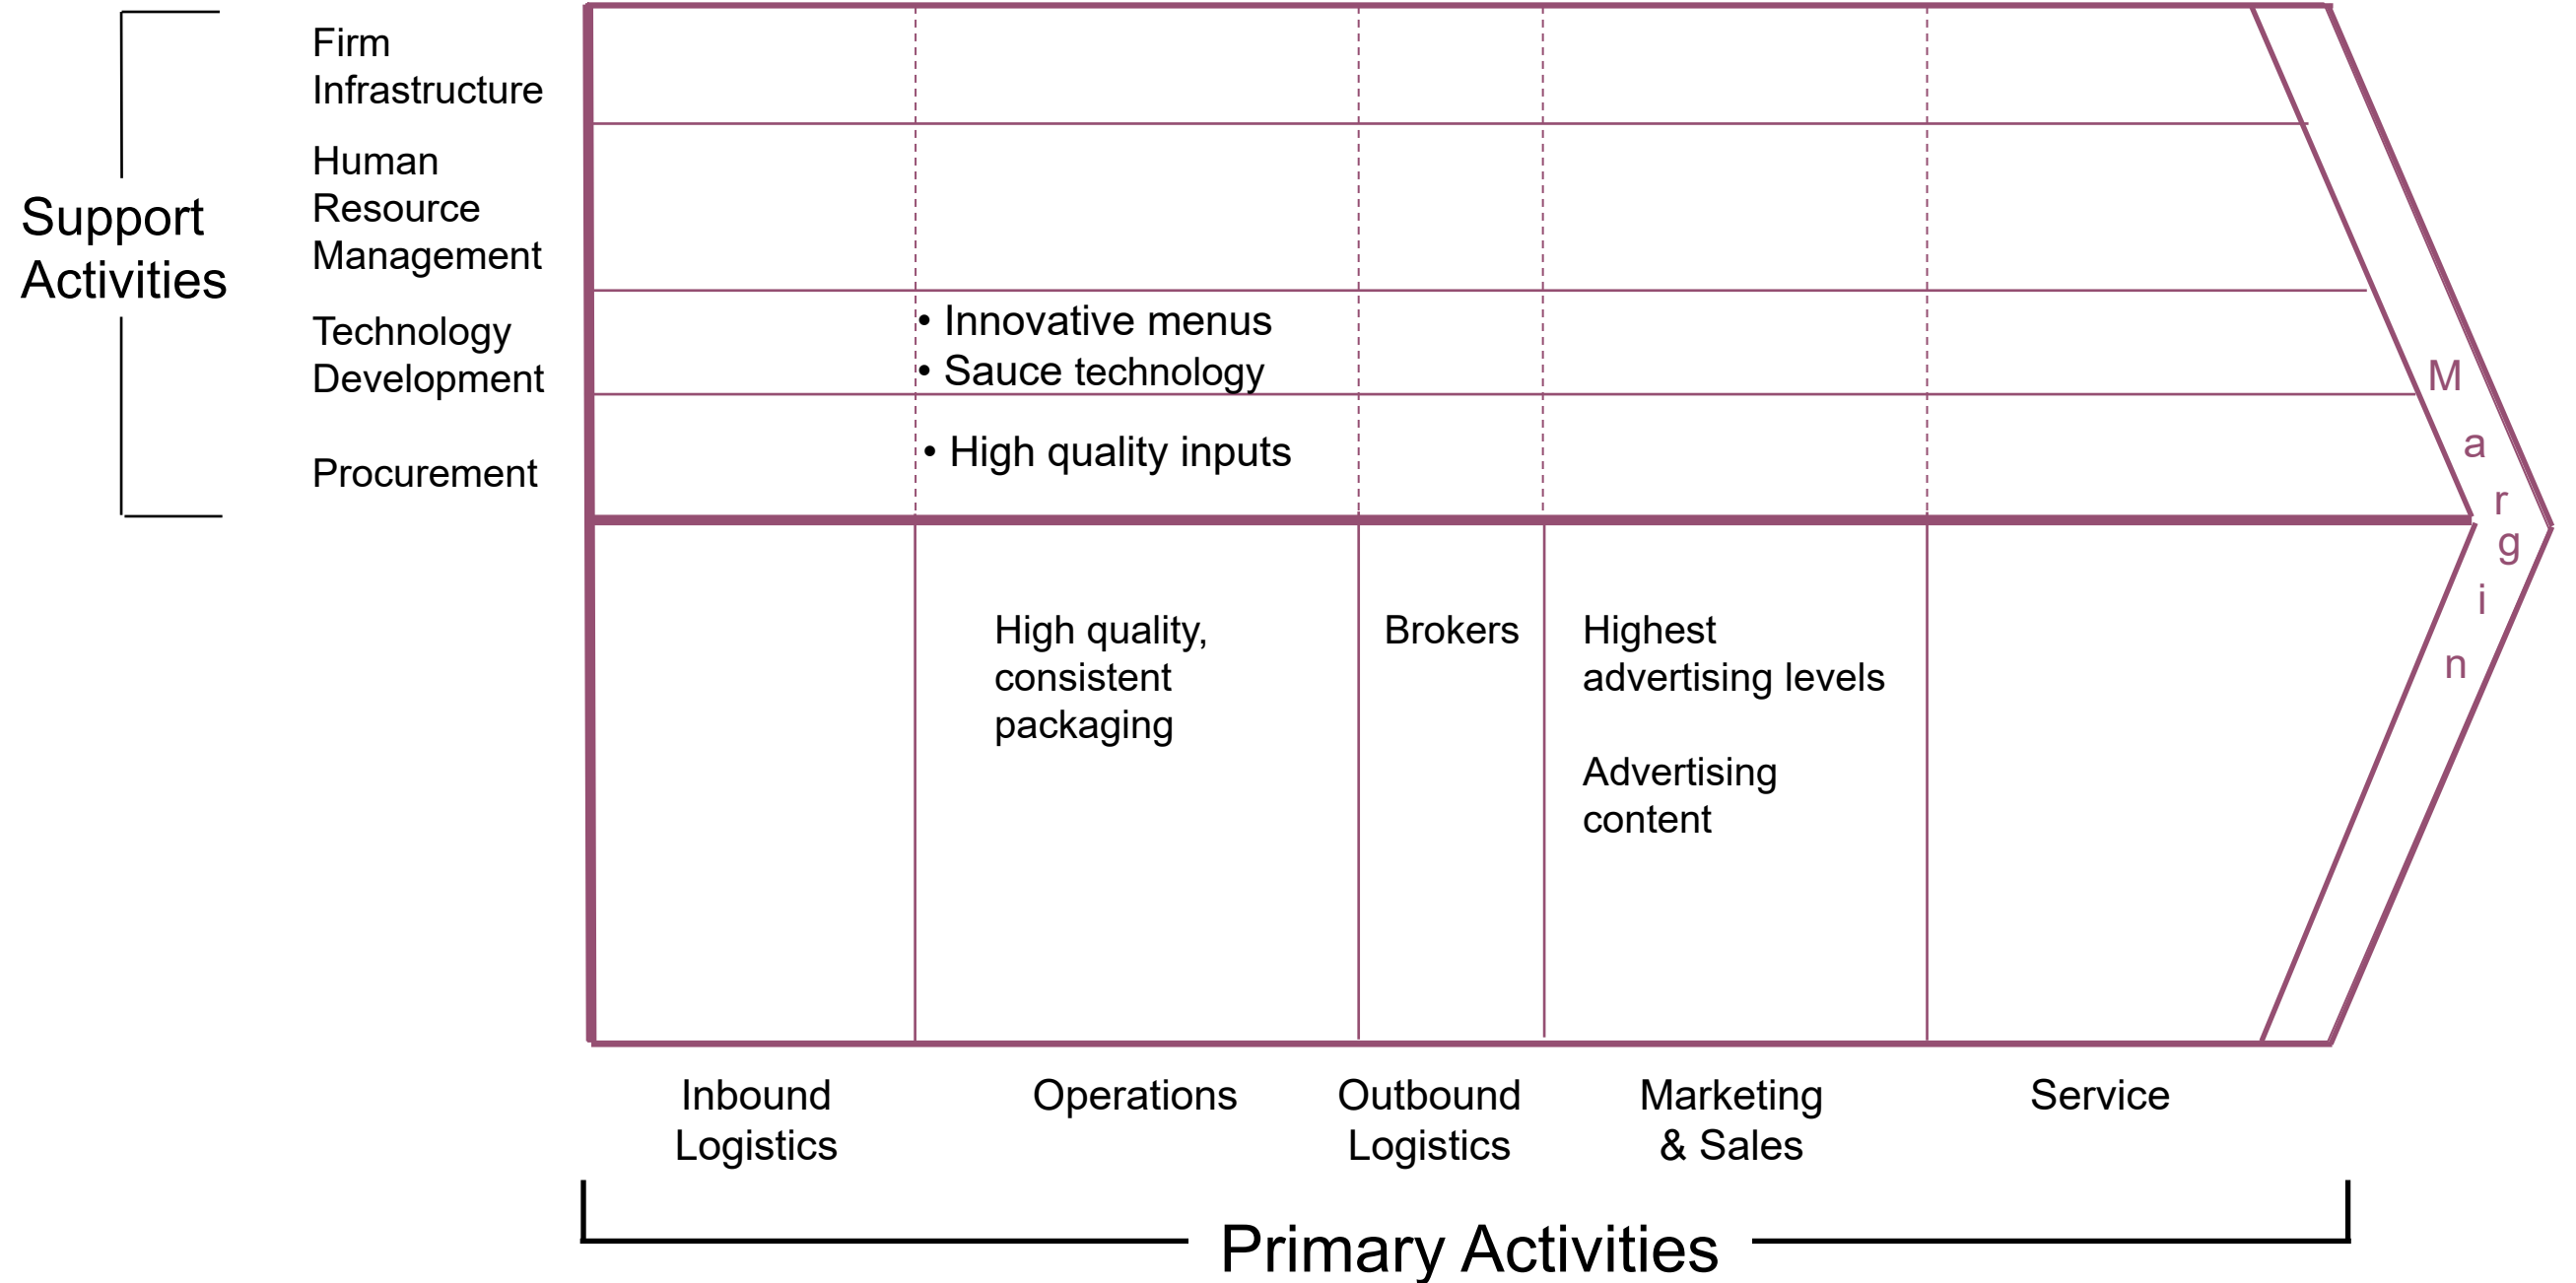 Support
Activities
Firm
Infrastructure
Human
Resource
Management
Technology
Development
Procurement
• Innovative menus
• Sauce technology
• High quality inputs
High quality,
consistent
packaging
Brokers
Highest
advertising levels
Advertising
content
Margin
Inbound
Logistics
Operations
Outbound
Logistics
Marketing
& Sales
Service
Primary Activities